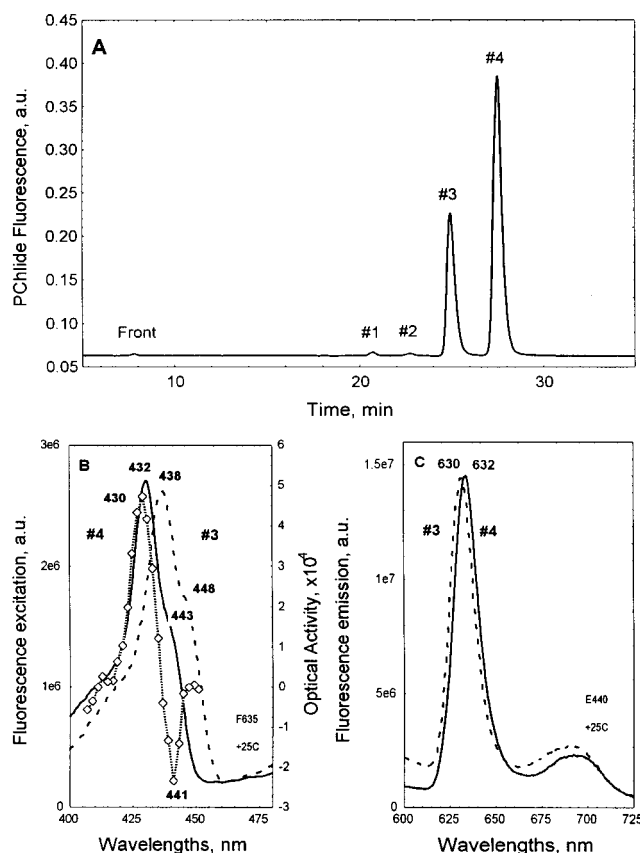 A
PChlide Fluorescence, a.u.
0.45
0.40
0.35
0.30
0.25
0.20
0.15
0.10
0.05
Front
#1
#2
#3
#4
10
20
30
Time, min
B
Fluorescence excitation, a.u.
3e6
2e6
1e6
0
432
438
430
#4
#3
448
443
441
F635
+25C
6
5
4
3
2
1
0
-1
-2
-3
Optical Activity, x10⁴
400
425
450
480
Wavelengths, nm
C
Fluorescence emission, a.u.
1.5e7
1e7
5e6
0
630
632
#3
#4
E440
+25C
600
625
650
675
700
725
Wavelength, nm